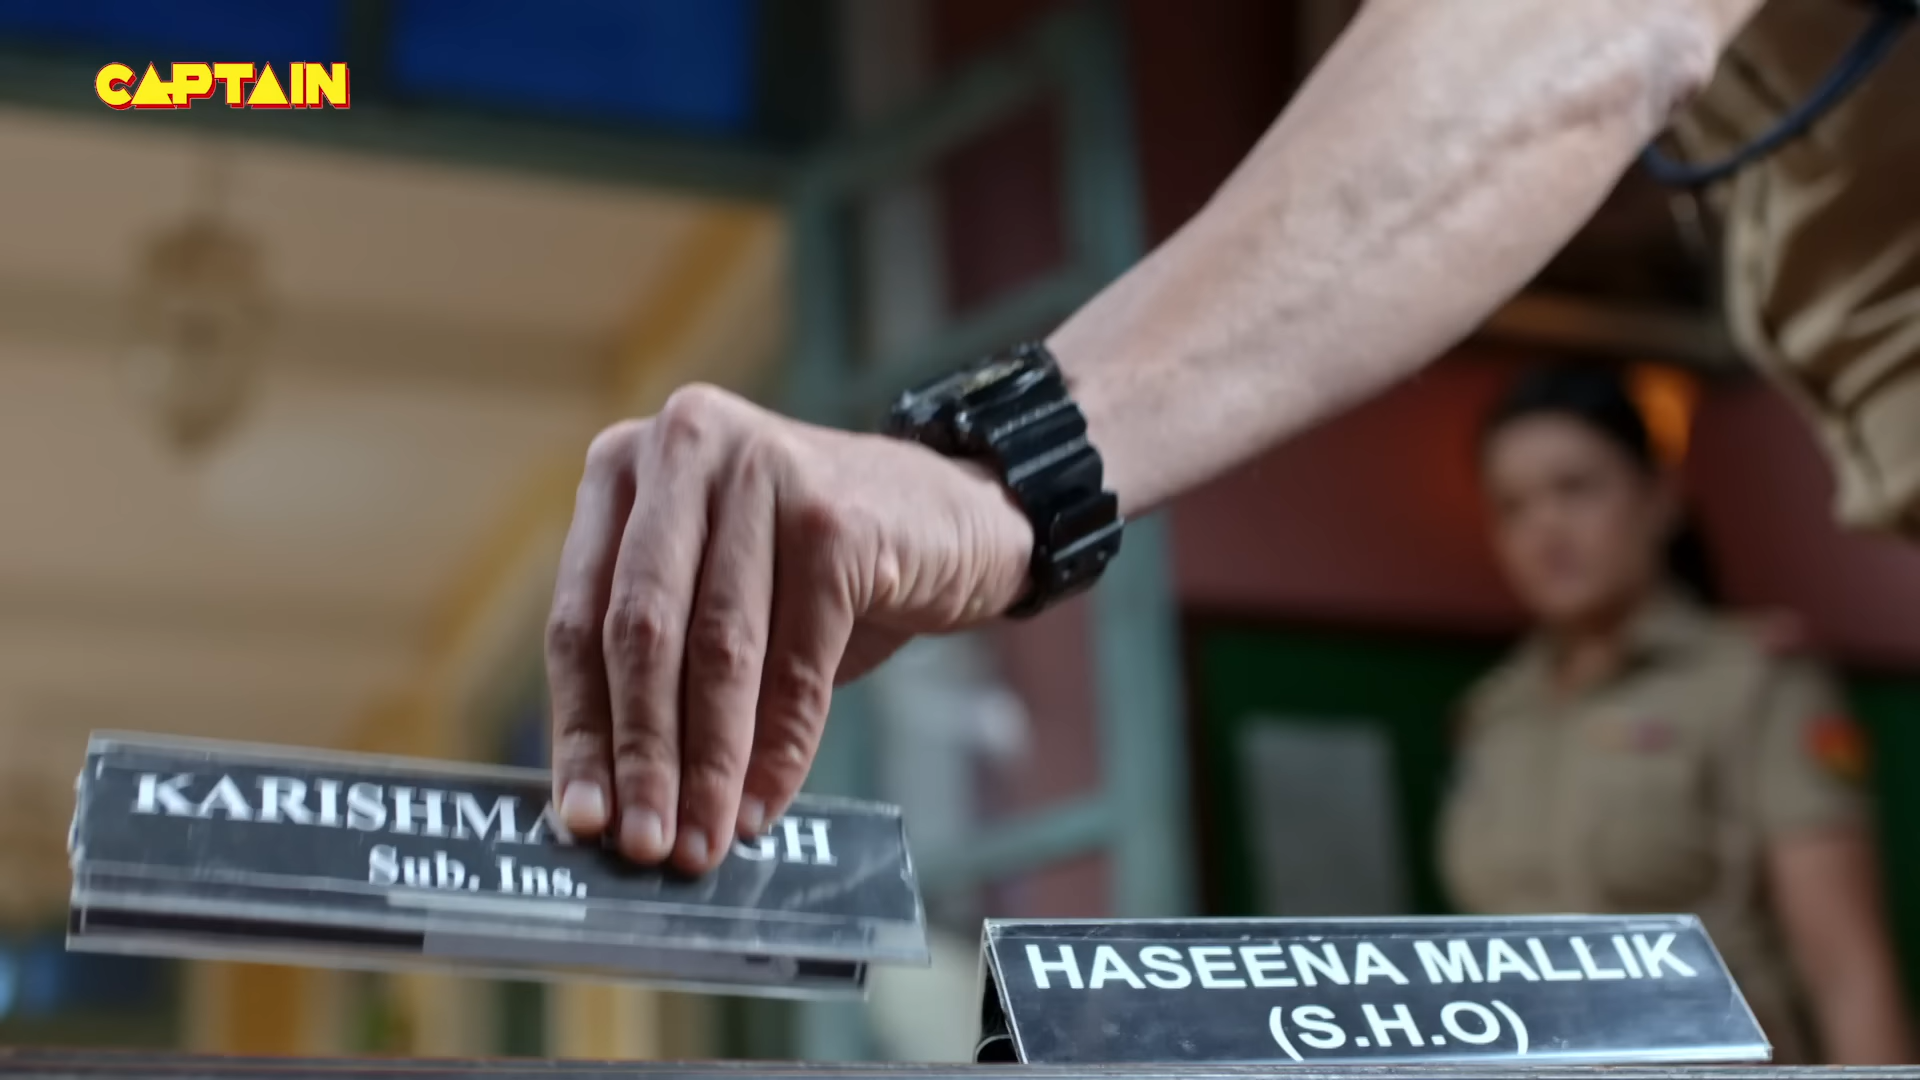 CAPTAIN
KARISHMA
Sub. Ins.
HASEENA MALLIK
(S.H.O)